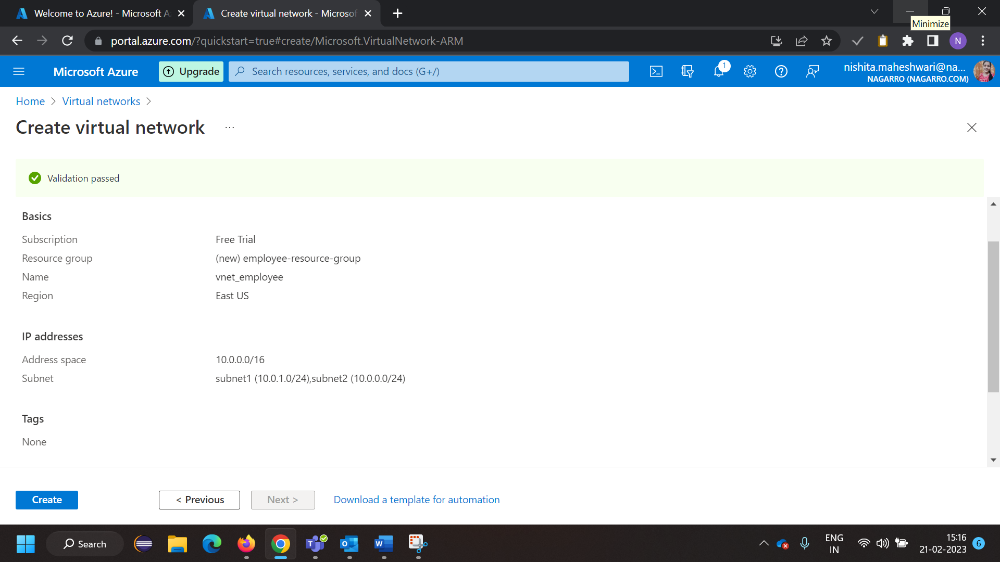 Welcome to Azure! - Microsoft A
Create virtual network - Microsof
Minimize
portal.azure.com/?quickstart=true#create/Microsoft.VirtualNetwork-ARM
N
Microsoft Azure
Upgrade
Search resources, services, and docs (G+/)
1
nishita.maheshwari@na...
NAGARRO (NAGARRO.COM)
Home > Virtual networks >
Create virtual network ...
Validation passed
Basics
Subscription Free Trial
Resource group (new) employee-resource-group
Name vnet_employee
Region East US
IP addresses
Address space 10.0.0.0/16
Subnet subnet1 (10.0.1.0/24),subnet2 (10.0.0.0/24)
Tags
None
Create
< Previous
Next >
Download a template for automation
Search
ENG
IN
15:16
21-02-2023
6